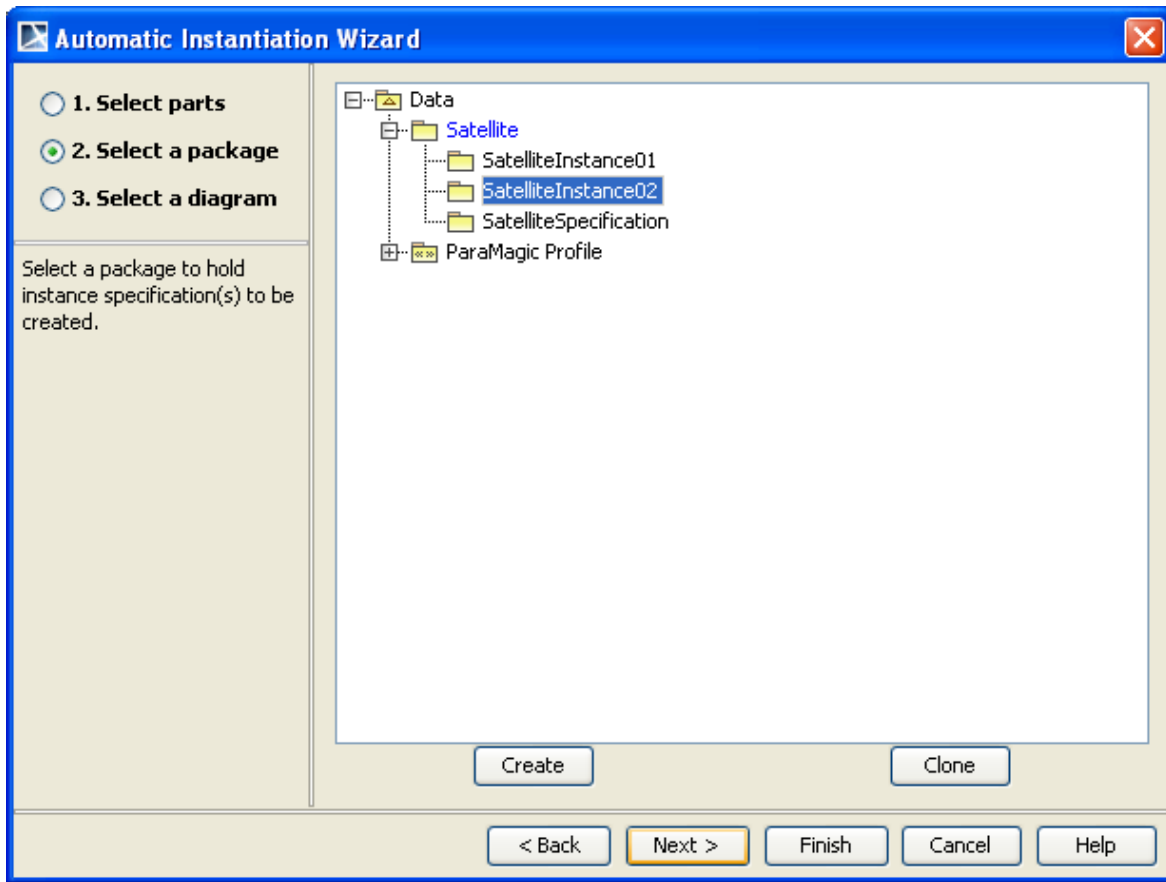 Automatic Instantiation Wizard
1. Select parts
2. Select a package
3. Select a diagram
Select a package to hold
instance specification(s) to be
created.
Data
Satellite
SatelliteInstance01
SatelliteInstance02
SatelliteSpecification
«» ParaMagic Profile
Create
Clone
< Back
Next >
Finish
Cancel
Help